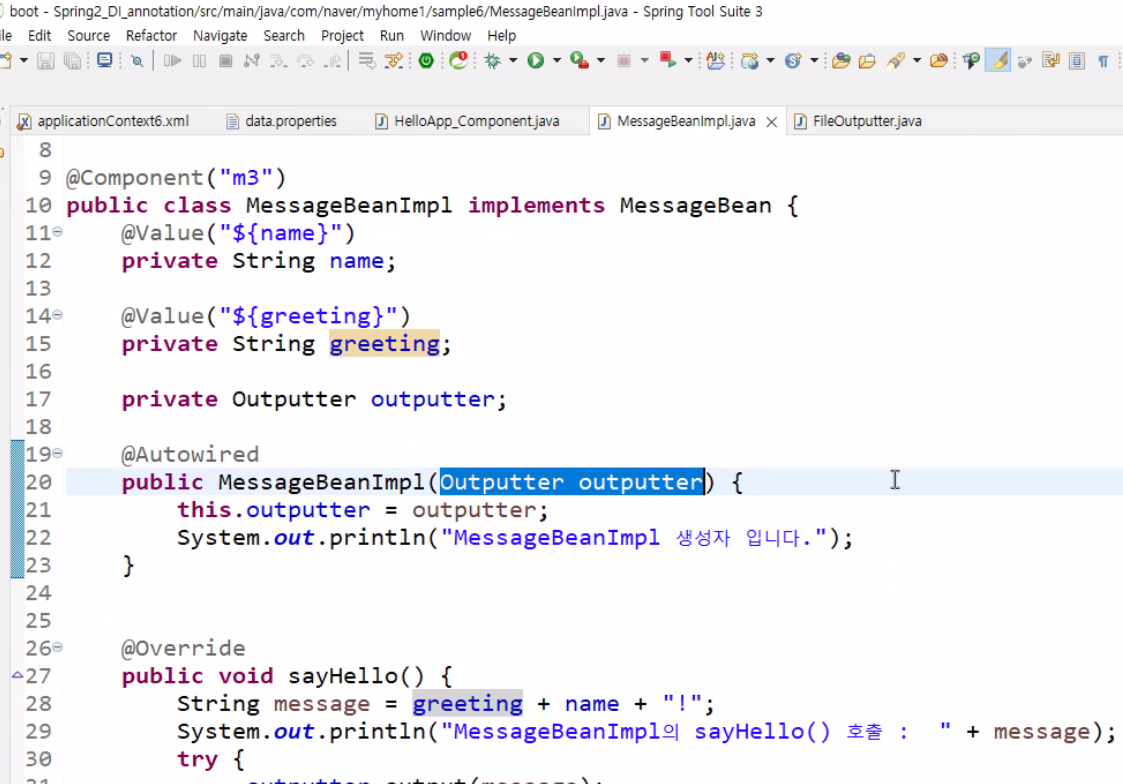 boot - Spring2_DI_annotation/src/main/java/com/naver/myhome1/sample6/MessageBeanImpl.java - Spring Tool Suite 3
Edit Source Refactor Navigate Search Project Run Window Help
applicationContext6.xml data.properties HelloApp_Component.java MessageBeanImpl.java FileOutputter.java
8
9 @Component("m3")
10 public class MessageBeanImpl implements MessageBean {
11 @Value("${name}")
12 private String name;
13
14 @Value("${greeting}")
15 private String greeting;
16
17 private Outputter outputter;
18
19 @Autowired
20 public MessageBeanImpl(Outputter outputter) {
21 this.outputter = outputter;
22 System.out.println("MessageBeanImpl 생성자 입니다.");
23 }
24
25
26 @Override
27 public void sayHello() {
28 String message = greeting + name + "!";
29 System.out.println("MessageBeanImpl의 sayHello() 호출 :  " + message);
30 try {